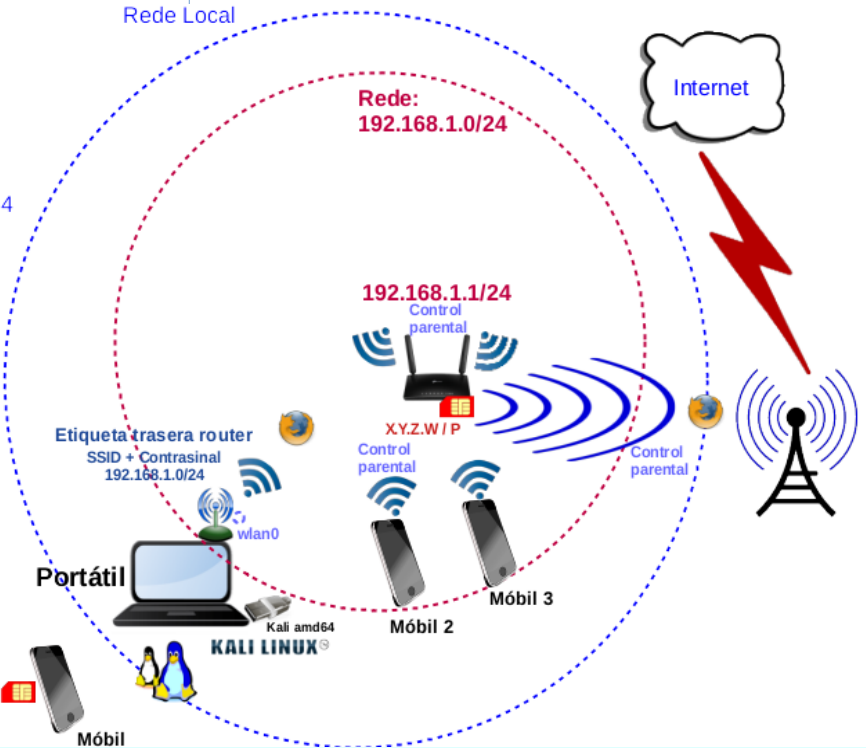 Rede Local
Internet
Rede:
192.168.1.0/24
4
192.168.1.1/24
Control
parental
X.Y.Z.W / P
Etiqueta trasera router
SSID + Contrasinal
192.168.1.0/24
Control
parental
Control
parental
wlan0
Portátil
Kali amd64
KALI LINUX
Móbil 2
Móbil 3
Móbil